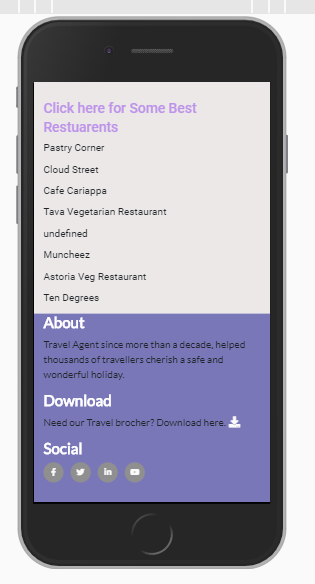 Click here for Some Best
Restuarents
Pastry Corner
Cloud Street
Cafe Cariappa
Tava Vegetarian Restaurant
undefined
Muncheez
Astoria Veg Restaurant
Ten Degrees
About
Travel Agent since more than a decade, helped
thousands of travellers cherish a safe and
wonderful holiday.
Download
Need our Travel brocher? Download here.
Social